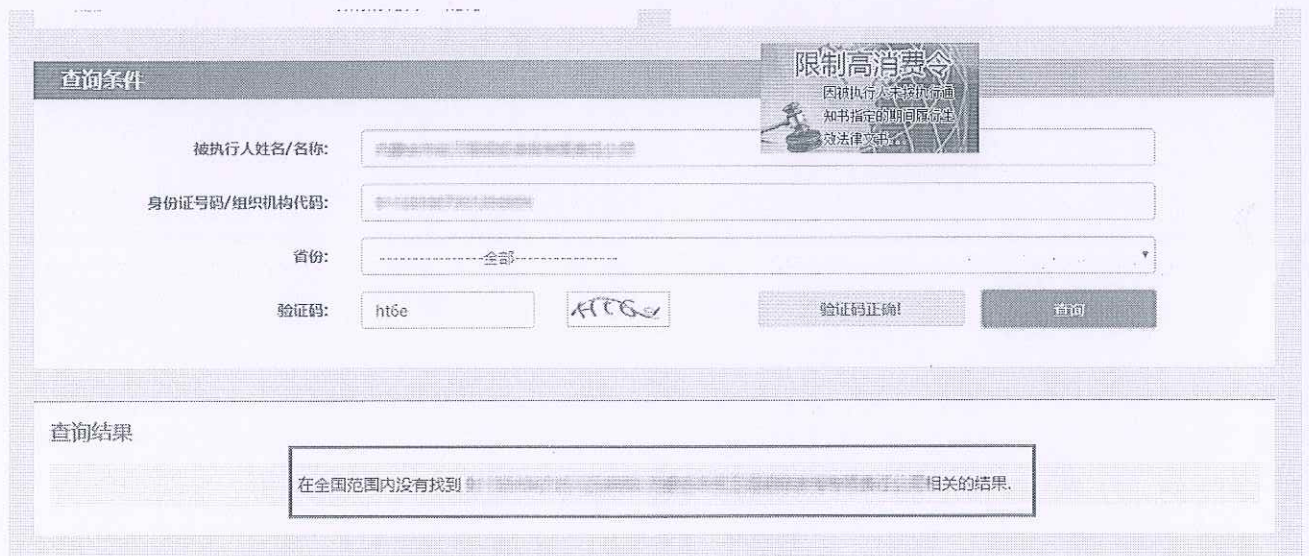 限制高消费令
因被执行人未按执行通
知书指定的期间履行生
效法律文书...
查询条件
被执行人姓名/名称:
身份证号码/组织机构代码:
省份: -----------------全部-----------------
验证码: ht6e HT6e 验证码正确! 查询
查询结果
在全国范围内没有找到 相关的结果.